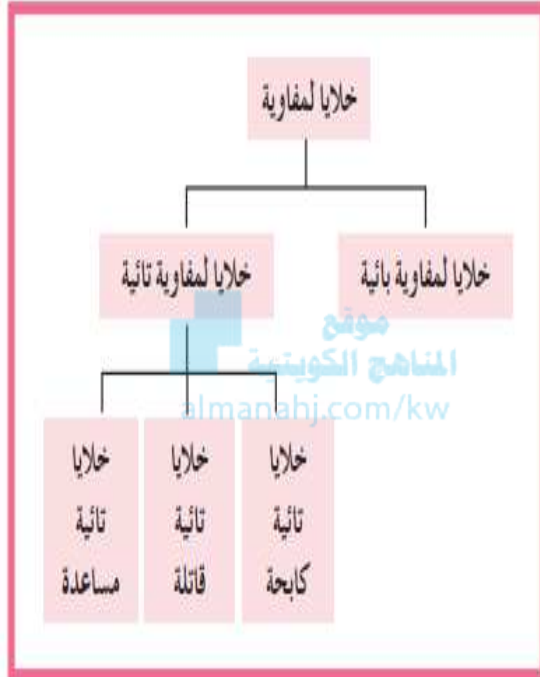 خلايا لمفاوية
خلايا لمفاوية بائية
خلايا لمفاوية تائية
موقع
المناهج الكويتية
almanahj.com/kw
خلايا
تائية
كابحة
خلايا
تائية
قاتلة
خلايا
تائية
مساعدة